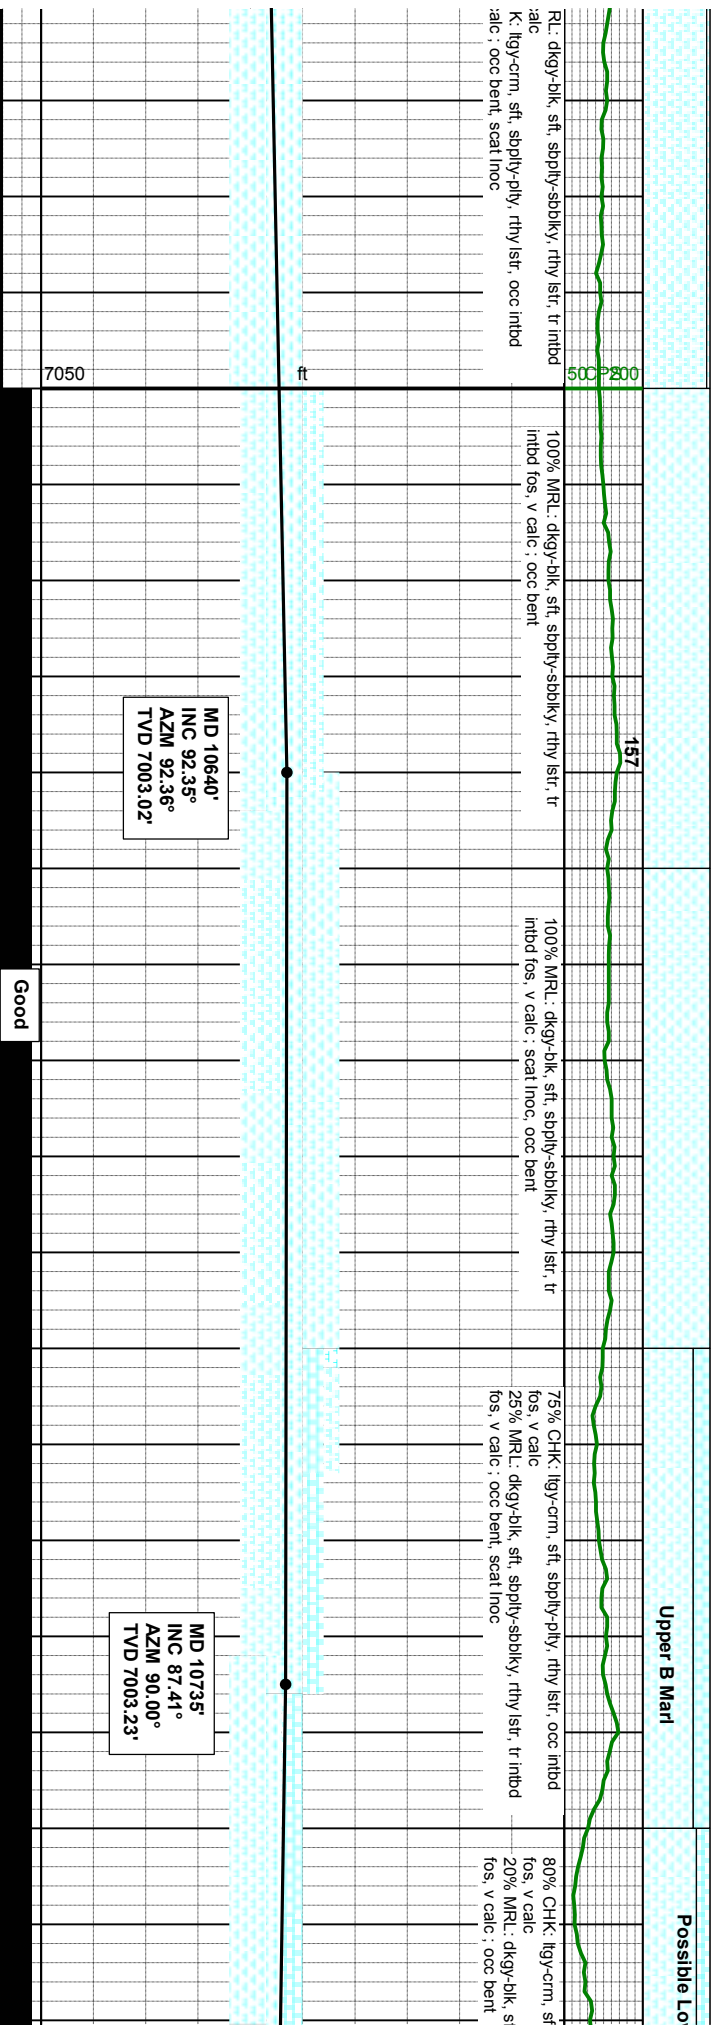 RL: dkgy-blk, sft, sbplty-sbblky, rthy lstr, tr intbd
calc
K: ltgy-crm, sft, sbplty-plty, rthy lstr, occ intbd
calc ; occ bent, scat Inoc
7050
ft
50
CPS
200
100% MRL: dkgy-blk, sft, sbplty-sbblky, rthy lstr, tr
intbd fos, v calc ; occ bent
157
MD 10640'
INC 92.35°
AZM 92.36°
TVD 7003.02'
100% MRL: dkgy-blk, sft, sbplty-sbblky, rthy lstr, tr
intbd fos, v calc ; scat Inoc, occ bent
Good
75% CHK: ltgy-crm, sft, sbplty-plty, rthy lstr, occ intbd
fos, v calc
25% MRL: dkgy-blk, sft, sbplty-sbblky, rthy lstr, tr intbd
fos, v calc ; occ bent, scat Inoc
Upper B Marl
MD 10735'
INC 87.41°
AZM 90.00°
TVD 7003.23'
80% CHK: ltgy-crm, sf
fos, v calc
20% MRL: dkgy-blk, sf
fos, v calc ; occ bent
Possible Lo